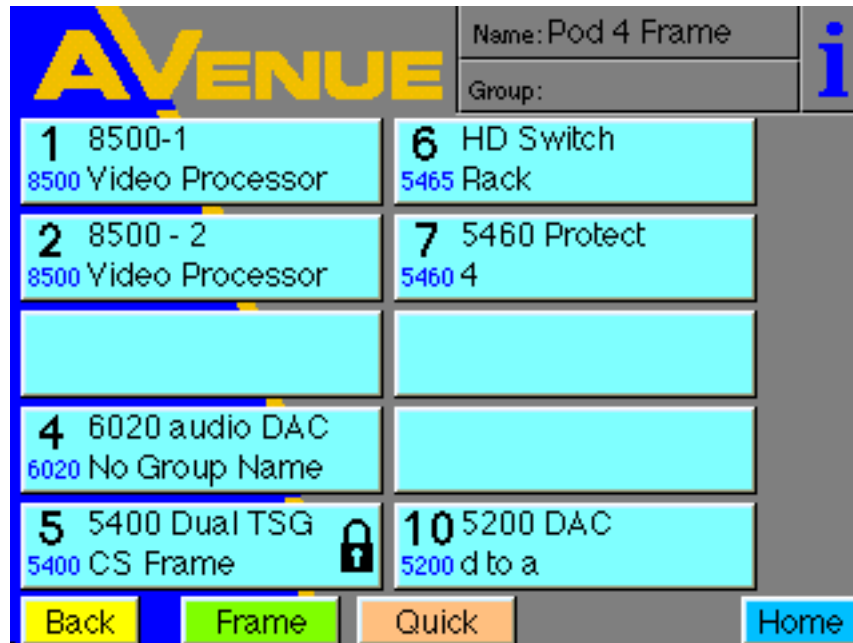 AVENUE
Name: Pod 4 Frame
i
Group:
1 8500-1
8500 Video Processor
6 HD Switch
5465 Rack
2 8500 - 2
8500 Video Processor
7 5460 Protect
5460 4
4 6020 audio DAC
6020 No Group Name
5 5400 Dual TSG
5400 CS Frame
10 5200 DAC
5200 d to a
Back Frame Quick Home